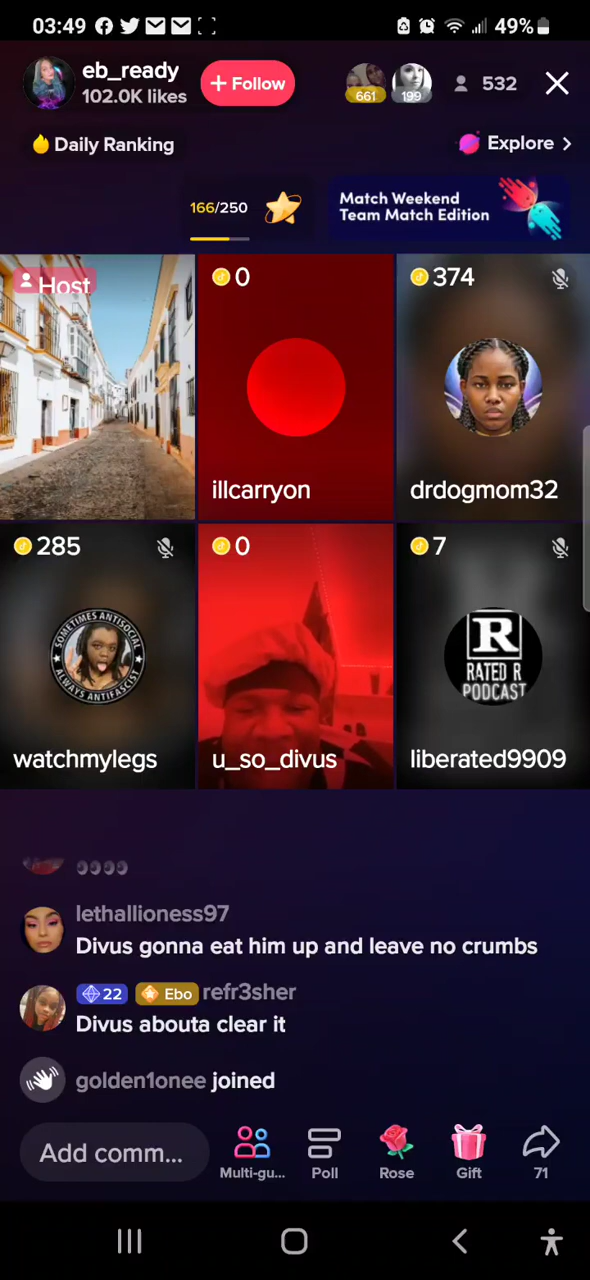 03:49
49%
eb_ready
102.0K likes
+ Follow
661
199
532
Daily Ranking
Explore >
166/250
Match Weekend
Team Match Edition
Host
0
374
illcarryon
drdogmom32
285
0
7
SOMETIMES ANTISOCIAL
ALWAYS ANTIFASCIST
R
RATED R
PODCAST
watchmylegs
u_so_divus
liberated9909
lethallioness97
Divus gonna eat him up and leave no crumbs
22 Ebo refr3sher
Divus abouta clear it
golden1onee joined
Add comm...
Multi-gu...
Poll
Rose
Gift
71